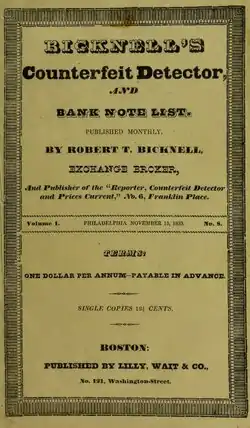 BICKNELL'S
Counterfeit Detector,
AND
BANK NOTE LIST.
PUBLISHED MONTHLY,
BY ROBERT T. BICKNELL,
EXCHANGE BROKER,
And Publisher of the "Reporter, Counterfeit Detector
and Prices Current," No. 6, Franklin Place.
Volume 1. PHILADELPHIA NOVEMBER 15, No. 8.
TERMS:
ONE DOLLAR PER ANNUM—PAYABLE IN ADVANCE.
SINGLE COPIES 12½ CENTS.
BOSTON:
PUBLISHED BY LILLY, WAIT & CO.,
No. 121, Washington-Street.